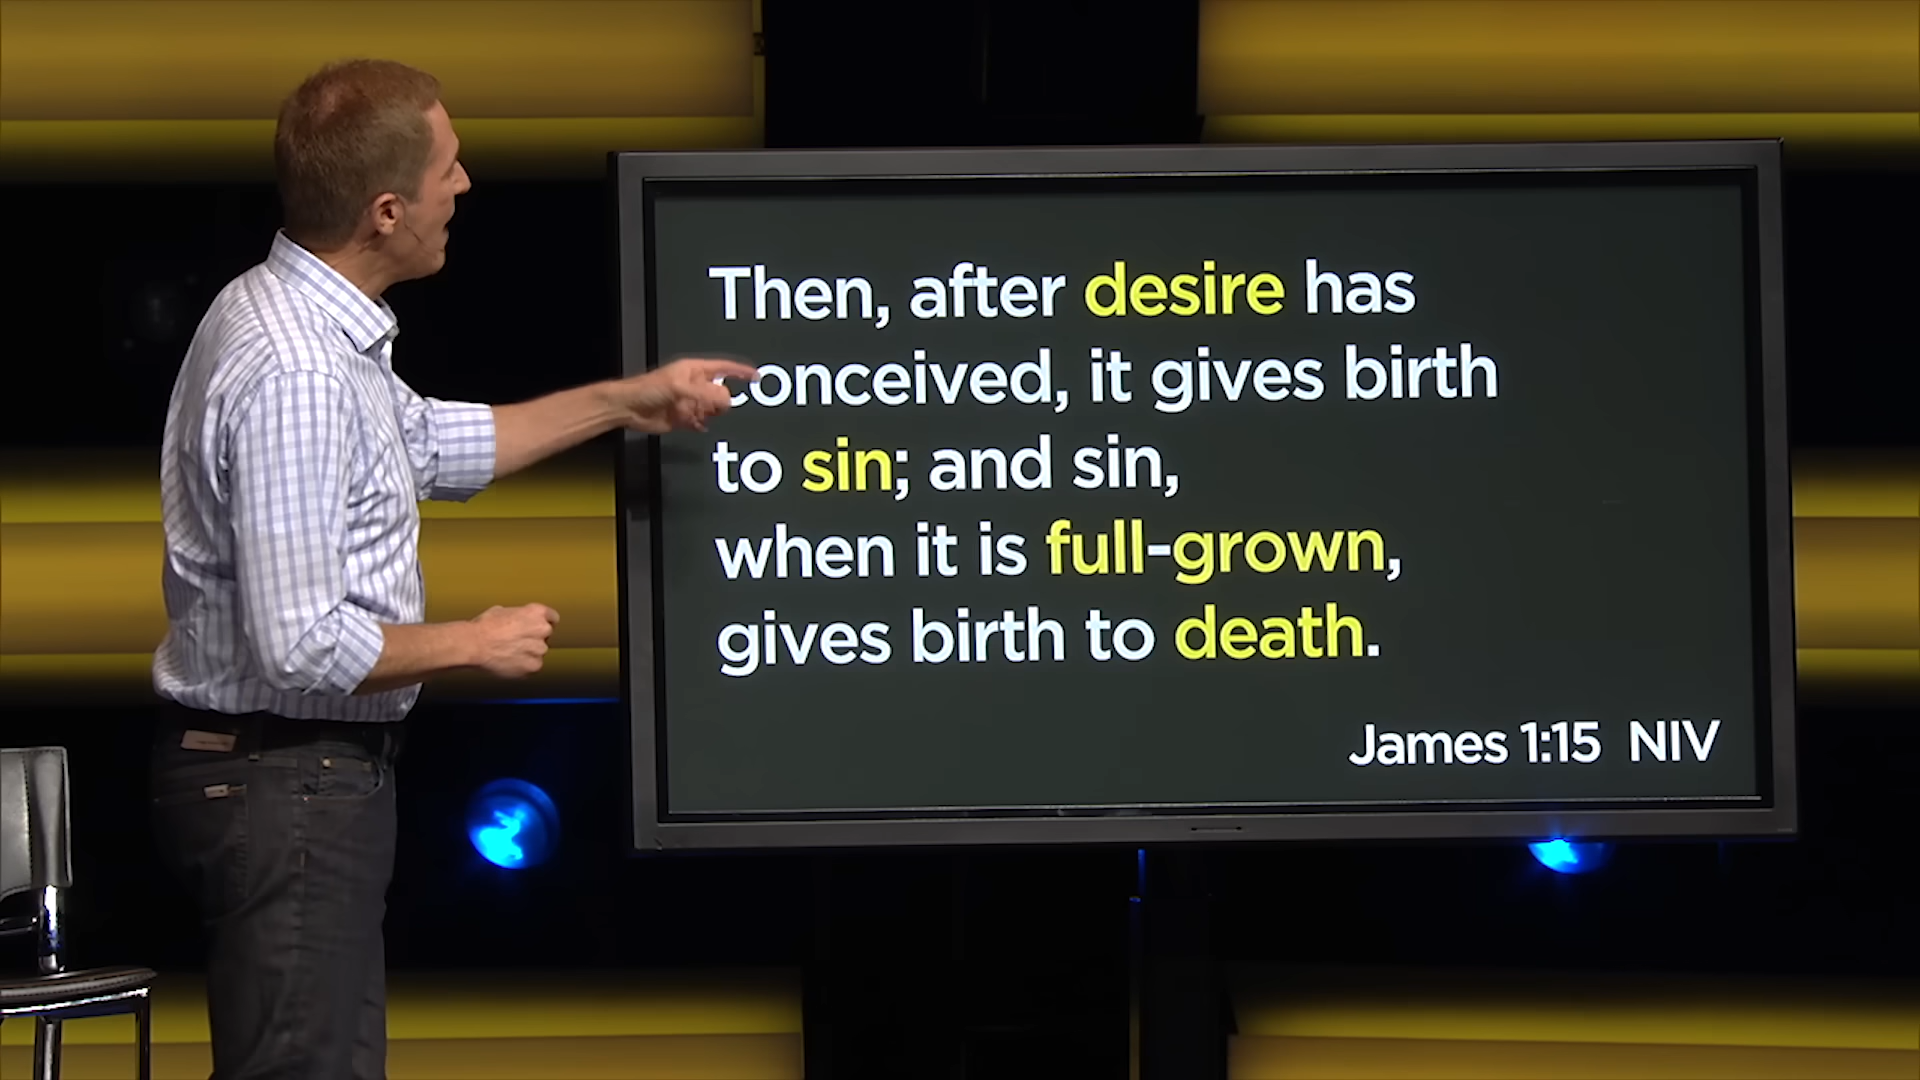 Then, after desire has
conceived, it gives birth
to sin; and sin,
when it is full-grown,
gives birth to death.
James 1:15 NIV